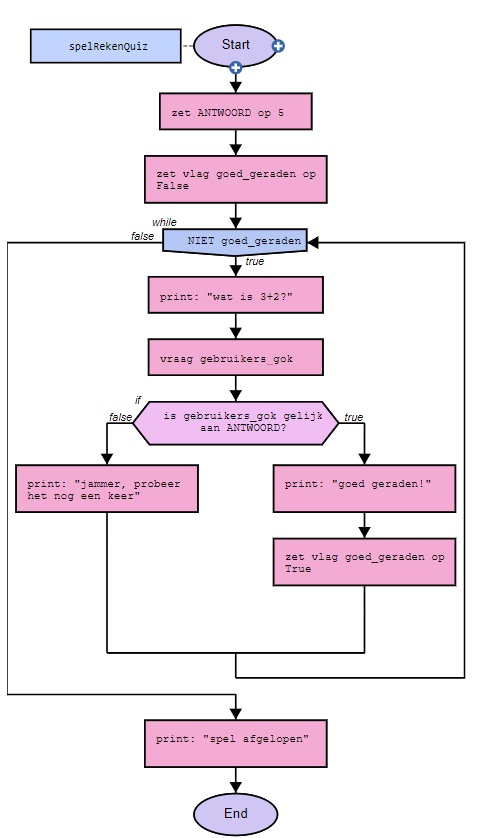 spelRekenQuiz
Start
zet ANTWOORD op 5
zet vlag goed_geraden op
False
while
false
NIET goed_geraden
true
print: "wat is 3+2?"
vraag gebruikers_gok
if
false
is gebruikers_gok gelijk
aan ANTWOORD?
true
print: "jammer, probeer
het nog een keer"
print: "goed geraden!"
zet vlag goed_geraden op
True
print: "spel afgelopen"
End